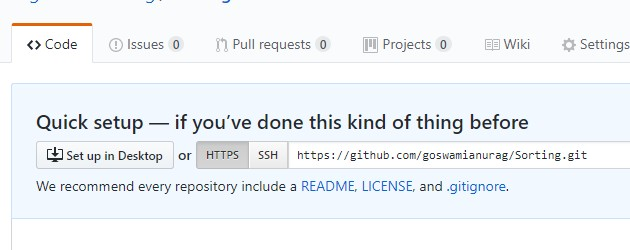 Code Issues 0 Pull requests 0 Projects 0 Wiki Settings
Quick setup — if you’ve done this kind of thing before
Set up in Desktop or HTTPS SSH https://github.com/goswamianurag/Sorting.git
We recommend every repository include a README, LICENSE, and .gitignore.